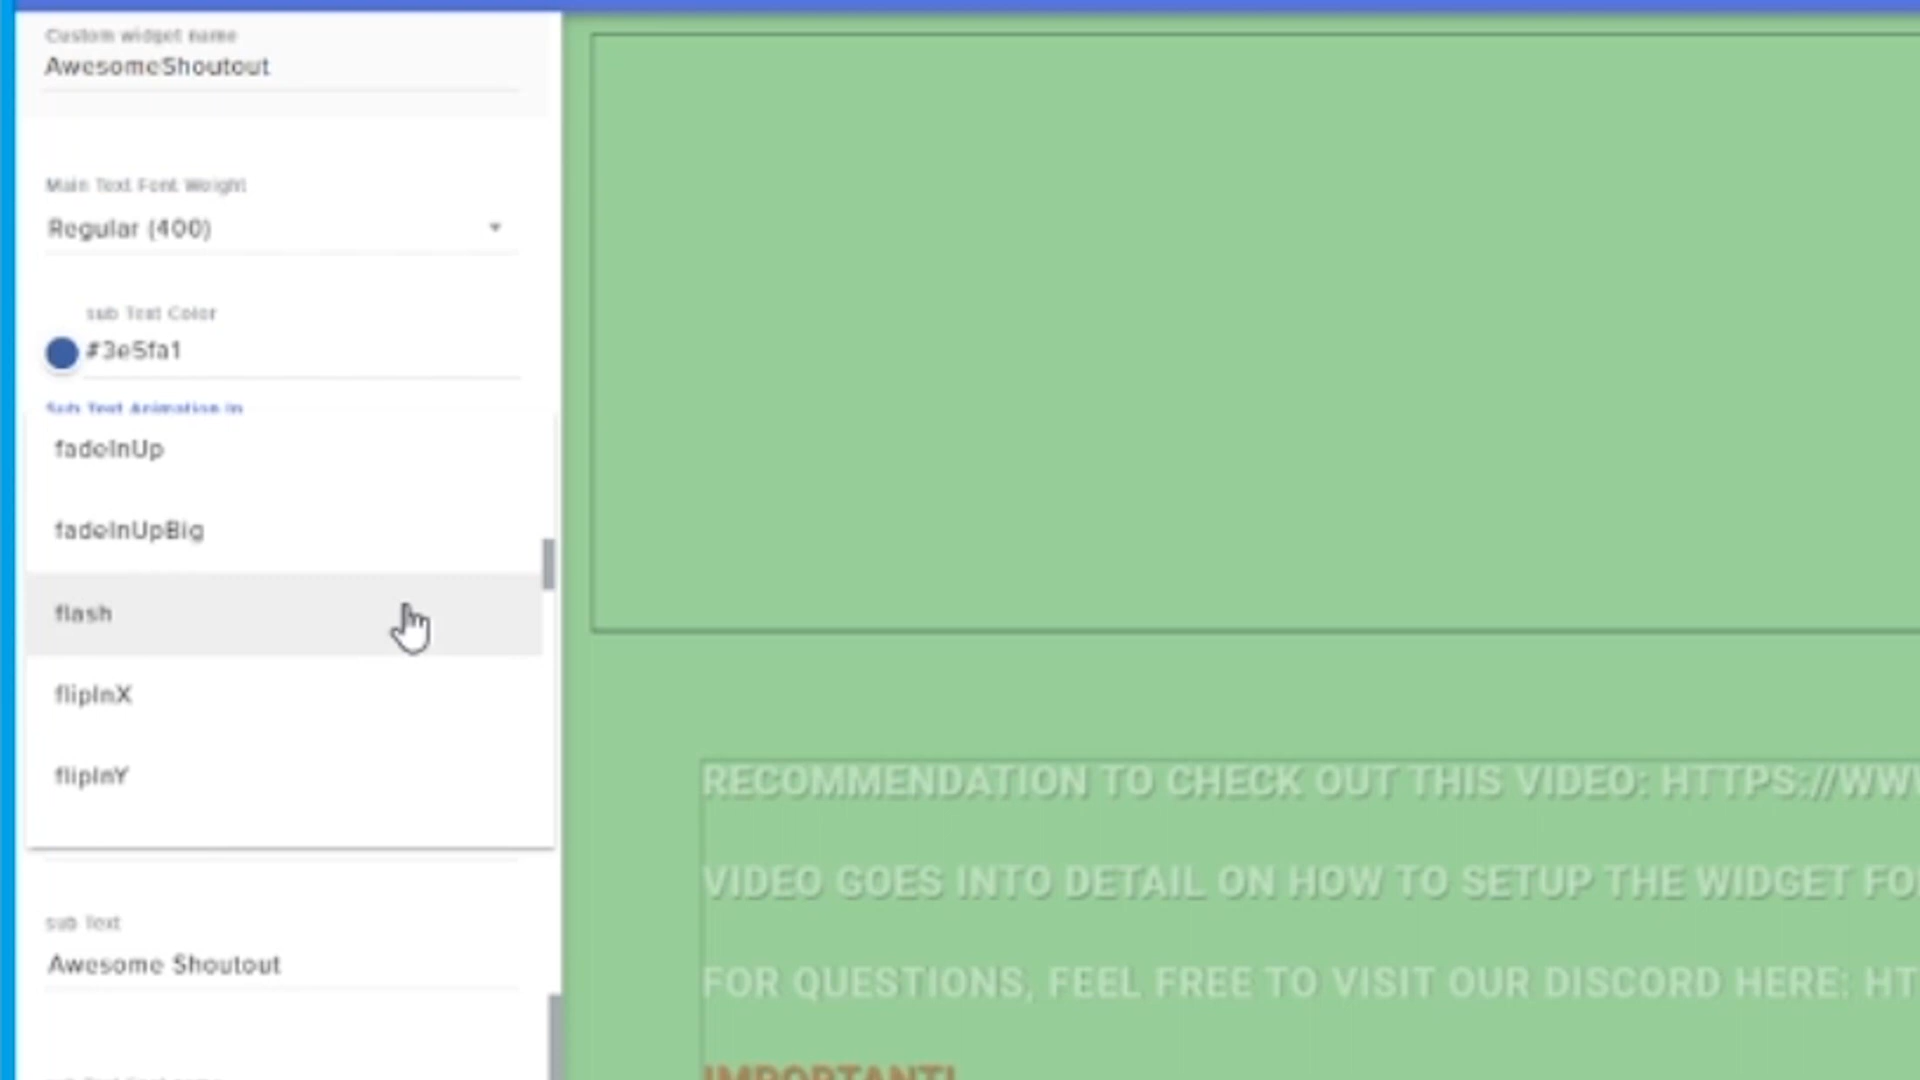 Custom widget name
AwesomeShoutout
Main Text Font Weight
Regular (400)
sub Text Color
#3e5fa1
Sub Text Animation In
fadeInUp
fadeInUpBig
flash
flipInX
flipInY
sub Text
Awesome Shoutout
RECOMMENDATION TO CHECK OUT THIS VIDEO: HTTPS://WWW
VIDEO GOES INTO DETAIL ON HOW TO SETUP THE WIDGET FO
FOR QUESTIONS, FEEL FREE TO VISIT OUR DISCORD HERE: HT
IMPORTANT!